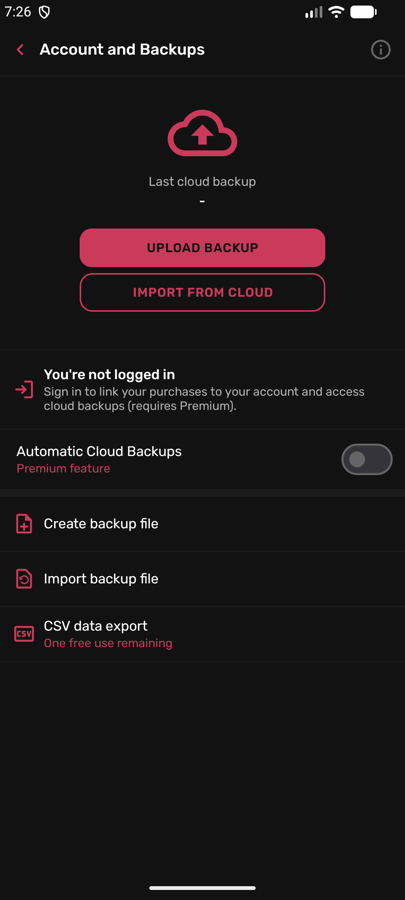 7:26
Account and Backups
Last cloud backup
-
UPLOAD BACKUP
IMPORT FROM CLOUD
You're not logged in
Sign in to link your purchases to your account and access
cloud backups (requires Premium).
Automatic Cloud Backups
Premium feature
Create backup file
Import backup file
CSV
CSV data export
One free use remaining